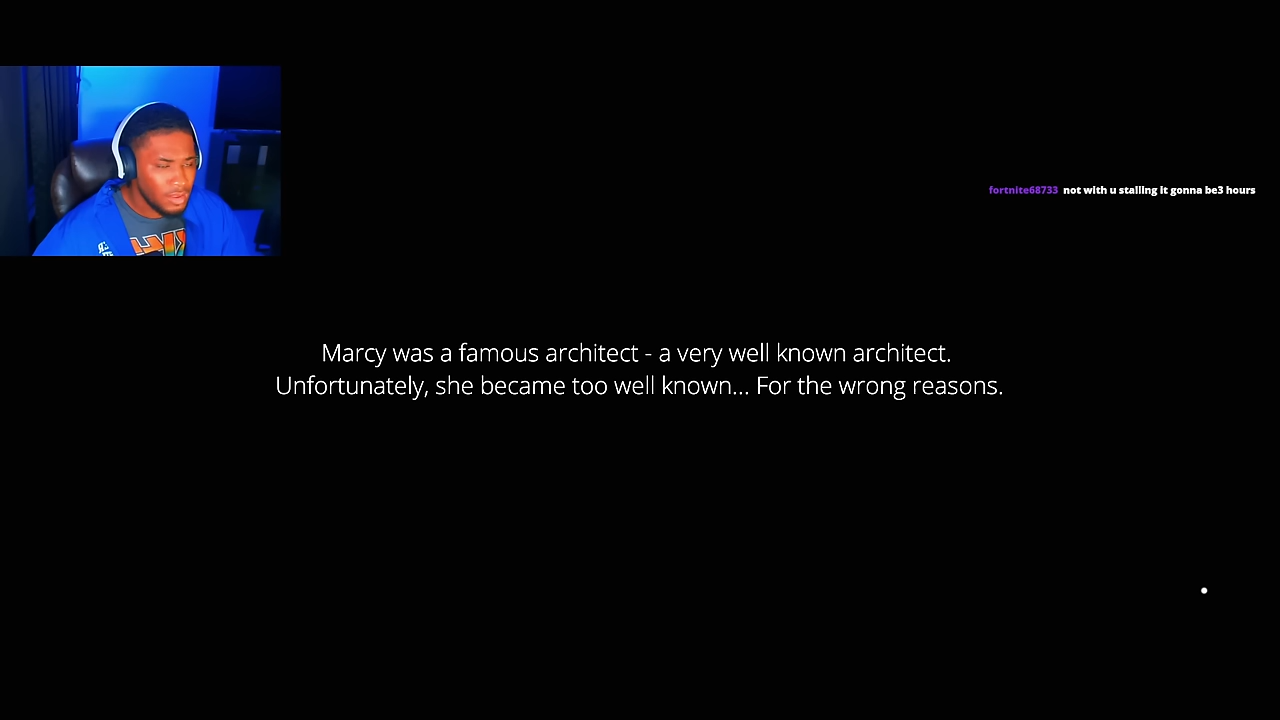 fortnite68733 not with u stalling it gonna be3 hours
Marcy was a famous architect - a very well known architect.
Unfortunately, she became too well known... For the wrong reasons.